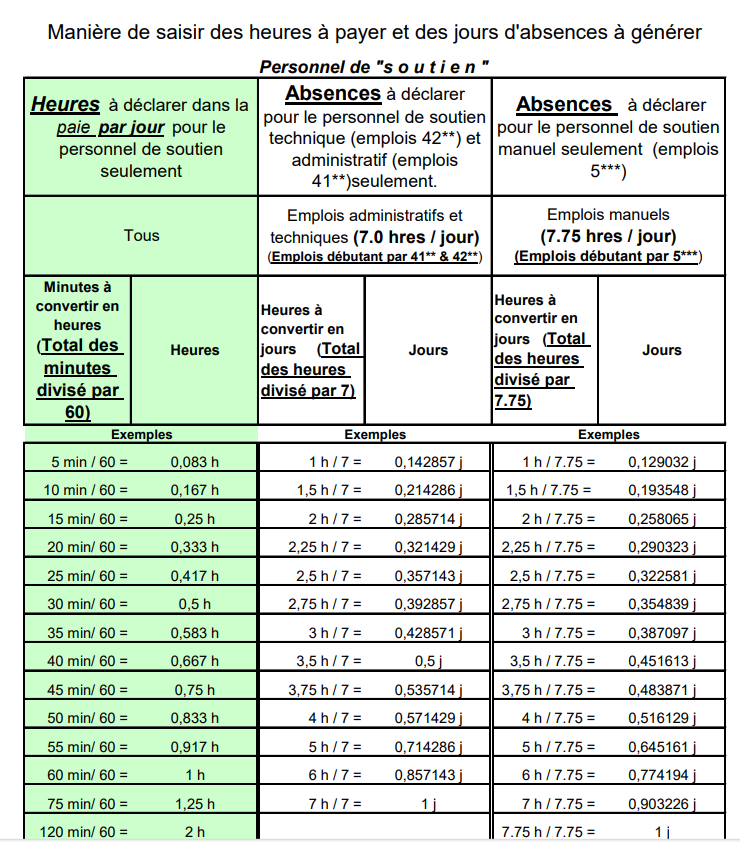 Manière de saisir des heures à payer et des jours d'absences à générer
Personnel de "s o u t i e n "
Heures à déclarer dans la
paie par jour pour le
personnel de soutien
seulement
Absences à déclarer
pour le personnel de soutien
technique (emplois 42**) et
administratif (emplois
41**)seulement.
Absences à déclarer
pour le personnel de soutien
manuel seulement (emplois
5***)
Tous
Emplois administratifs et
techniques (7.0 hres / jour)
(Emplois débutant par 41** & 42**)
Emplois manuels
(7.75 hres / jour)
(Emplois débutant par 5***)
Minutes à
convertir en
heures
(Total des
minutes
divisé par
60)
Heures
Heures à
convertir en
jours (Total
des heures
divisé par 7)
Jours
Heures à
convertir en
jours (Total
des heures
divisé par
7.75)
Jours
Exemples Exemples Exemples
5 min / 60 = 0,083 h 1 h / 7 = 0,142857 j 1 h / 7.75 = 0,129032 j
10 min / 60 = 0,167 h 1,5 h / 7 = 0,214286 j 1,5 h / 7.75 = 0,193548 j
15 min/ 60 = 0,25 h 2 h / 7 = 0,285714 j 2 h / 7.75 = 0,258065 j
20 min/ 60 = 0,333 h 2,25 h / 7 = 0,321429 j 2,25 h / 7.75 = 0,290323 j
25 min/ 60 = 0,417 h 2,5 h / 7 = 0,357143 j 2,5 h / 7.75 = 0,322581 j
30 min/ 60 = 0,5 h 2,75 h / 7 = 0,392857 j 2,75 h / 7.75 = 0,354839 j
35 min/ 60 = 0,583 h 3 h / 7 = 0,428571 j 3 h / 7.75 = 0,387097 j
40 min/ 60 = 0,667 h 3,5 h / 7 = 0,5 j 3,5 h / 7.75 = 0,451613 j
45 min/ 60 = 0,75 h 3,75 h / 7 = 0,535714 j 3,75 h / 7.75 = 0,483871 j
50 min/ 60 = 0,833 h 4 h / 7 = 0,571429 j 4 h / 7.75 = 0,516129 j
55 min/ 60 = 0,917 h 5 h / 7 = 0,714286 j 5 h / 7.75 = 0,645161 j
60 min/ 60 = 1 h 6 h / 7 = 0,857143 j 6 h / 7.75 = 0,774194 j
75 min/ 60 = 1,25 h 7 h / 7 = 1 j 7 h / 7.75 = 0,903226 j
120 min/ 60 = 2 h 7.75 h / 7.75 = 1 j